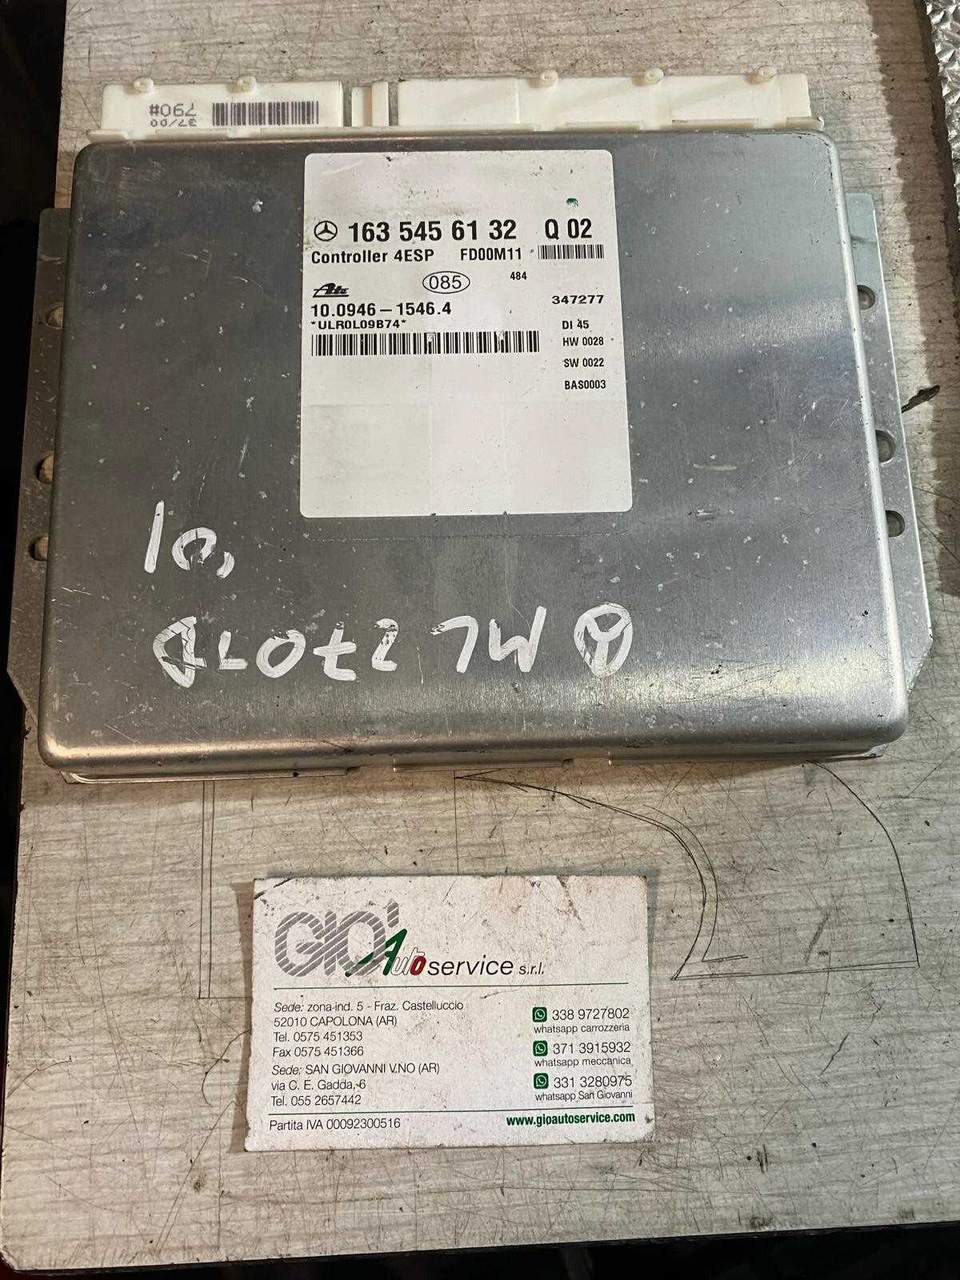 #067
37/00
163 545 61 32 Q 02
Controller 4ESP FD00M11
085 484
Ate 347277
10.0946-1546.4
*ULR0L09B74* DI 45
HW 0028
SW 0022
BAS0003
ML 270
GIO' Autoservice s.r.l.
Sede: zona-ind. 5 - Fraz. Castelluccio
52010 CAPOLONA (AR)
Tel. 0575 451353
Fax 0575 451366
Sede: SAN GIOVANNI V.NO (AR)
via C. E. Gadda, 6
Tel. 055 2657442
Partita IVA 00092300516
338 9727802
whatsapp carrozzeria
371 3915932
whatsapp meccanica
331 3280975
whatsapp San Giovanni
www.gioautoservice.com